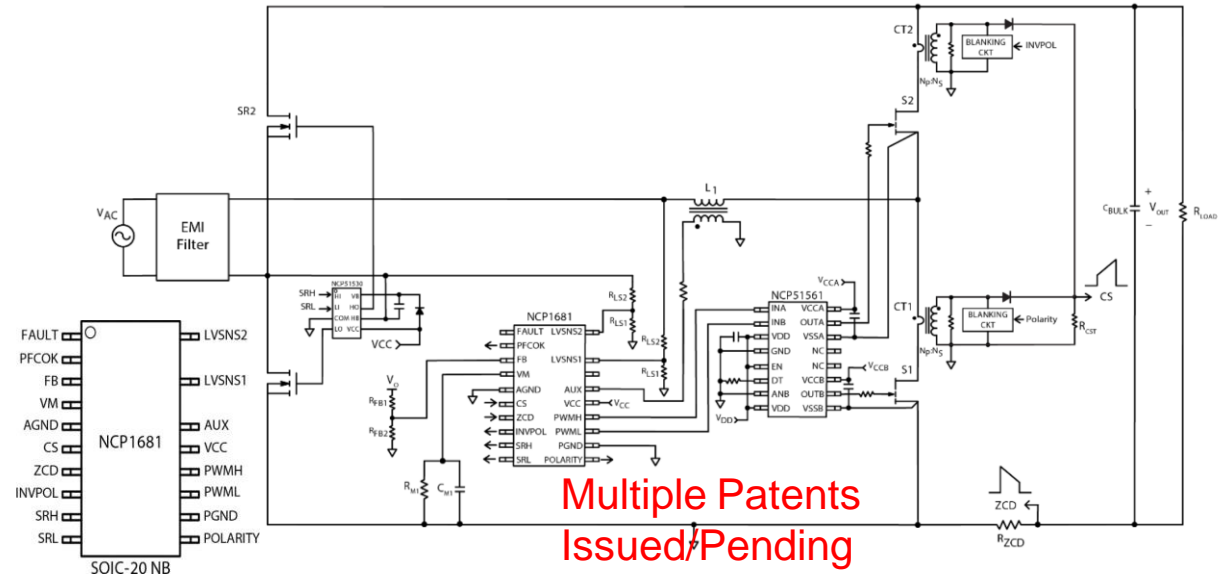 CT2
BLANKING
CKT
INVPOL
NP:NS
SR2
S2
L1
VAC
EMI
Filter
CBULK
+
VOUT
−
RLOAD
NCP51530
SRH
HI VB
SRL
LI HO
COM HB
LO VCC
VCC
RLS2
RLS1
RLS2
RLS1
NCP1681
FAULT LVSNS2
PFCOK
FB LVSNS1
VM
AGND AUX
CS VCC
ZCD PWMH
INVPOL PWML
SRH PGND
SRL POLARITY
VCC
VCCA
NCP51561
INA VCCA
INB OUTA
VDD VSSA
GND NC
EN NC
DT VCCB
ANB OUTB
VDD VSSB
VCCB
VDD
CT1
BLANKING
CKT
Polarity
NP:NS
CS
RCST
S1
VO
RFB1
RFB2
RM1
CM1
ZCD
RZCD
FAULT LVSNS2
PFCOK
FB LVSNS1
VM
AGND AUX
NCP1681
CS VCC
ZCD PWMH
INVPOL PWML
SRH PGND
SRL POLARITY
SOIC-20 NB
Multiple Patents
Issued/Pending